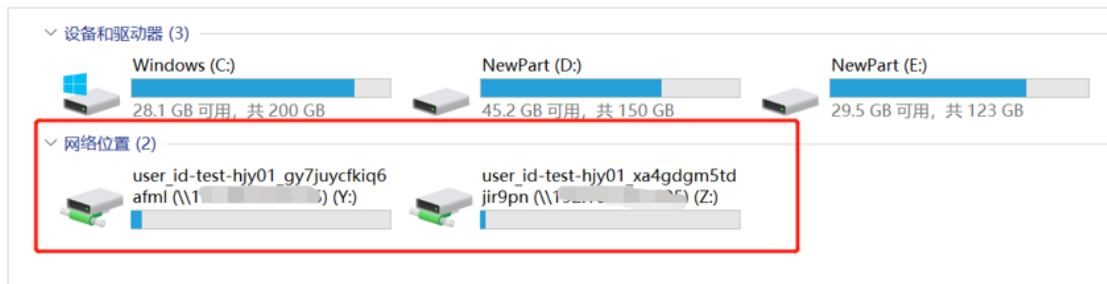 设备和驱动器 (3)
Windows (C:)
28.1 GB 可用，共 200 GB
NewPart (D:)
45.2 GB 可用，共 150 GB
NewPart (E:)
29.5 GB 可用，共 123 GB
网络位置 (2)
user_id-test-hjy01_gy7juycfkiq6
afml (\\1 ) (Y:)
user_id-test-hjy01_xa4gdgm5td
jir9pn (\\ ) (Z:)